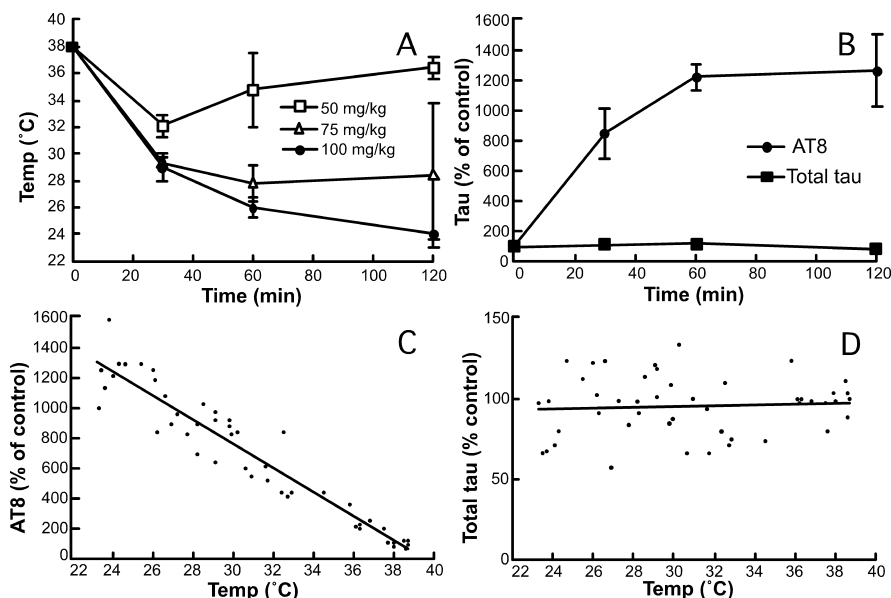 A
40
38
36
34
32
30
28
26
24
22
Temp (˚C)
50 mg/kg
75 mg/kg
100 mg/kg
0 20 40 60 80 100 120
Time (min)
B
1600
1400
1200
1000
800
600
400
200
0
Tau (% of control)
AT8
Total tau
0 20 40 60 80 100 120
Time (min)
C
1600
1400
1200
1000
800
600
400
200
0
AT8 (% of control)
22 24 26 28 30 32 34 36 38 40
Temp (˚C)
D
150
100
50
0
Total tau (% control)
22 24 26 28 30 32 34 36 38 40
Temp (˚C)